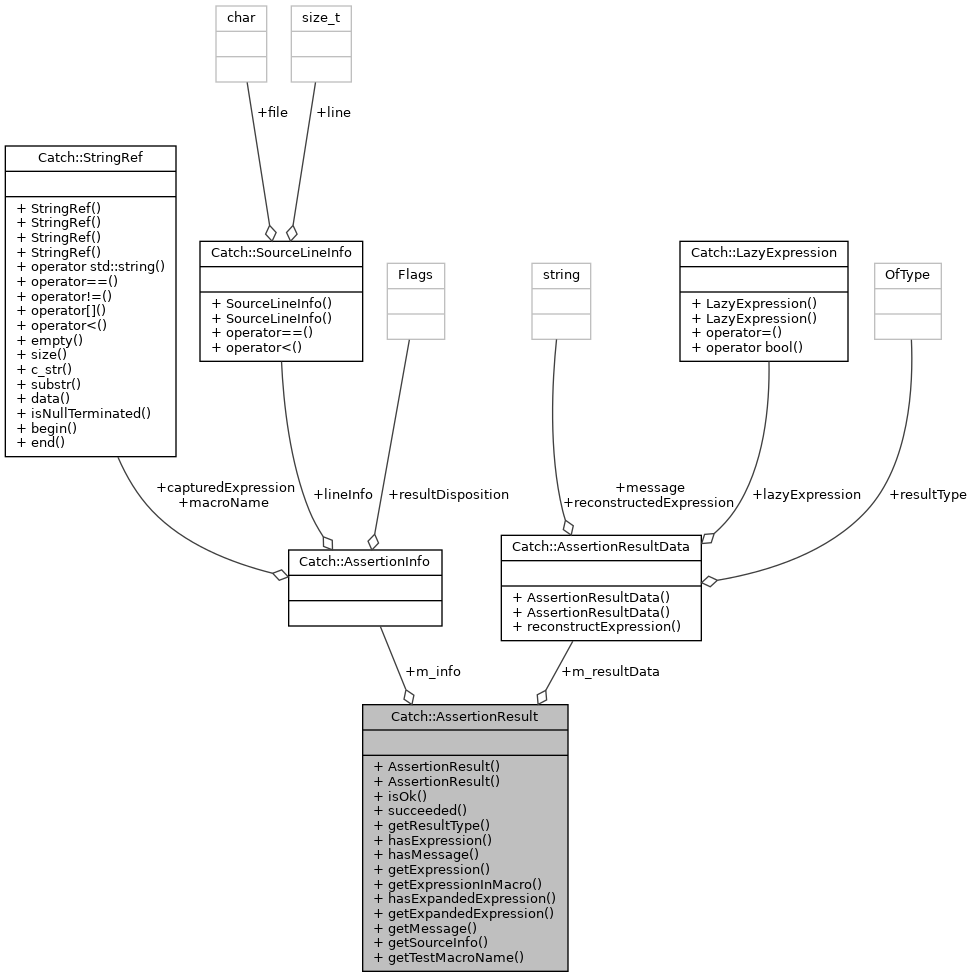 char
size_t
+file
+line
Catch::StringRef
+ StringRef()
+ StringRef()
+ StringRef()
+ StringRef()
+ operator std::string()
+ operator==()
+ operator!=()
+ operator[]()
+ operator<()
+ empty()
+ size()
+ c_str()
+ substr()
+ data()
+ isNullTerminated()
+ begin()
+ end()
Catch::SourceLineInfo
+ SourceLineInfo()
+ SourceLineInfo()
+ operator==()
+ operator<()
Flags
string
Catch::LazyExpression
+ LazyExpression()
+ LazyExpression()
+ operator=()
+ operator bool()
OfType
+capturedExpression
+macroName
+lineInfo
+resultDisposition
+message
+reconstructedExpression
+lazyExpression
+resultType
Catch::AssertionInfo
Catch::AssertionResultData
+ AssertionResultData()
+ AssertionResultData()
+ reconstructExpression()
+m_info
+m_resultData
Catch::AssertionResult
+ AssertionResult()
+ AssertionResult()
+ isOk()
+ succeeded()
+ getResultType()
+ hasExpression()
+ hasMessage()
+ getExpression()
+ getExpressionInMacro()
+ hasExpandedExpression()
+ getExpandedExpression()
+ getMessage()
+ getSourceInfo()
+ getTestMacroName()